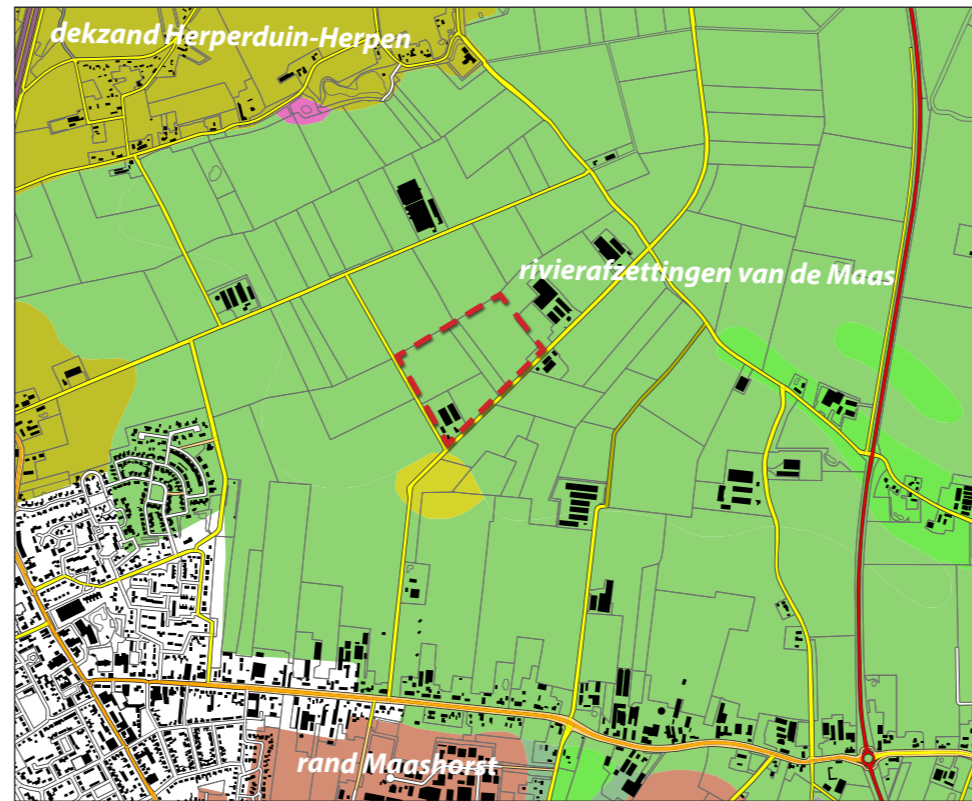 dekzand Herperduin-Herpen
rivierafzettingen van de Maas
rand Maashorst